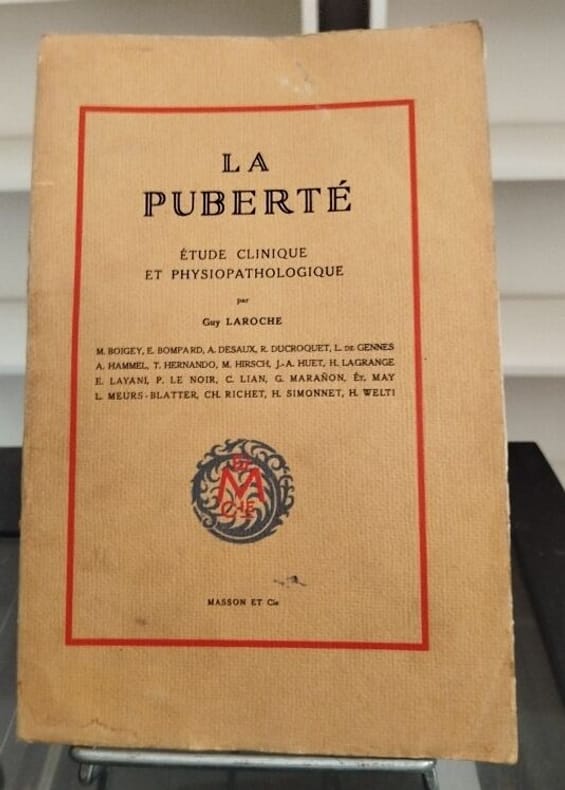 LA
PUBERTÉ
ÉTUDE CLINIQUE
ET PHYSIOPATHOLOGIQUE
par
Guy LAROCHE
M. BOIGEY, E. BOMPARD, A. DESAUX, R. DUCROQUET, L. DE GENNES
A. HAMMEL, T. HERNANDO, M. HIRSCH, J.-A. HUET, H. LAGRANGE
E. LAYANI, P. LE NOIR, C. LIAN, G. MARAÑON, Ét. MAY
L. MEURS-BLATTER, CH. RICHET, H. SIMONNET, H. WELTI
M
Cie
MASSON ET Cie